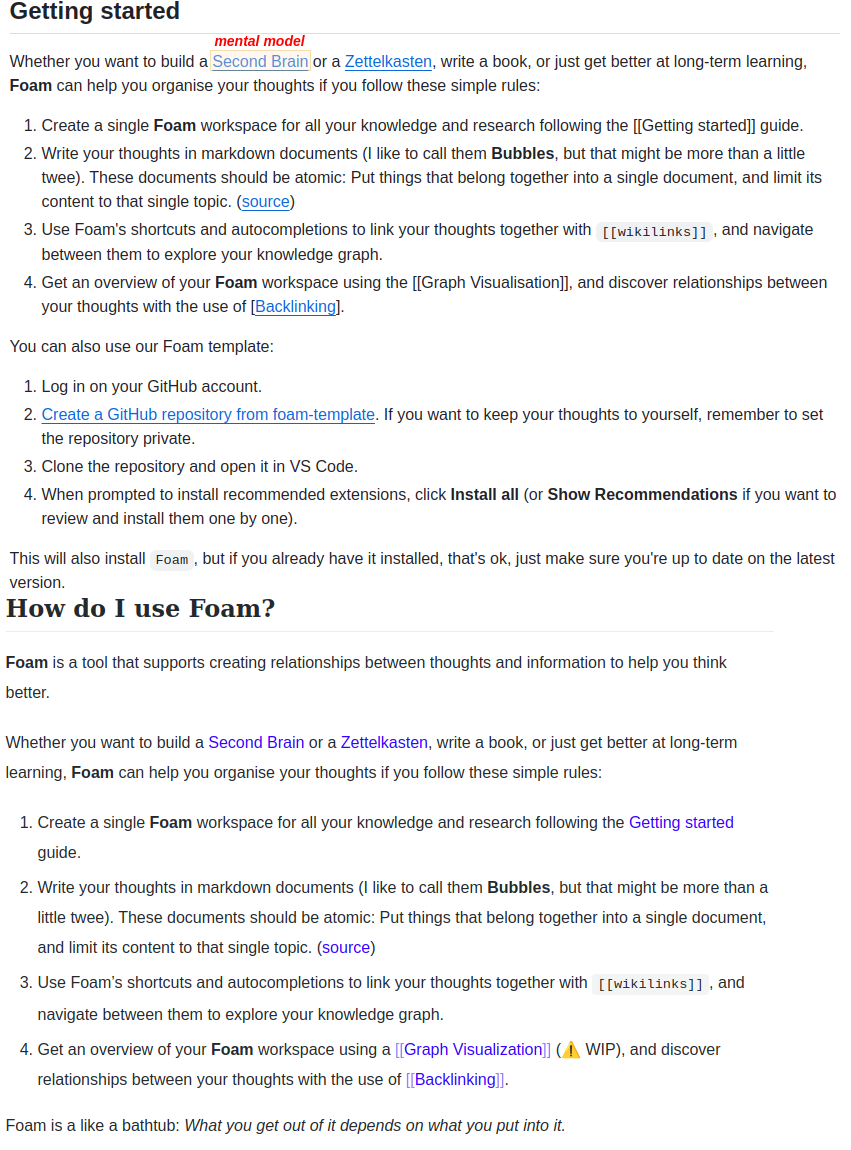 Getting started
mental model
Whether you want to build a Second Brain or a Zettelkasten, write a book, or just get better at long-term learning,
Foam can help you organise your thoughts if you follow these simple rules:
1. Create a single Foam workspace for all your knowledge and research following the [[Getting started]] guide.
2. Write your thoughts in markdown documents (I like to call them Bubbles, but that might be more than a little
twee). These documents should be atomic: Put things that belong together into a single document, and limit its
content to that single topic. (source)
3. Use Foam's shortcuts and autocompletions to link your thoughts together with [[wikilinks]] , and navigate
between them to explore your knowledge graph.
4. Get an overview of your Foam workspace using the [[Graph Visualisation]], and discover relationships between
your thoughts with the use of [Backlinking].
You can also use our Foam template:
1. Log in on your GitHub account.
2. Create a GitHub repository from foam-template. If you want to keep your thoughts to yourself, remember to set
the repository private.
3. Clone the repository and open it in VS Code.
4. When prompted to install recommended extensions, click Install all (or Show Recommendations if you want to
review and install them one by one).
This will also install Foam , but if you already have it installed, that's ok, just make sure you're up to date on the latest
version.
How do I use Foam?
Foam is a tool that supports creating relationships between thoughts and information to help you think
better.
Whether you want to build a Second Brain or a Zettelkasten, write a book, or just get better at long-term
learning, Foam can help you organise your thoughts if you follow these simple rules:
1. Create a single Foam workspace for all your knowledge and research following the Getting started
guide.
2. Write your thoughts in markdown documents (I like to call them Bubbles, but that might be more than a
little twee). These documents should be atomic: Put things that belong together into a single document,
and limit its content to that single topic. (source)
3. Use Foam’s shortcuts and autocompletions to link your thoughts together with [[wikilinks]] , and
navigate between them to explore your knowledge graph.
4. Get an overview of your Foam workspace using a [[Graph Visualization]] (⚠️ WIP), and discover
relationships between your thoughts with the use of [[Backlinking]].
Foam is a like a bathtub: What you get out of it depends on what you put into it.